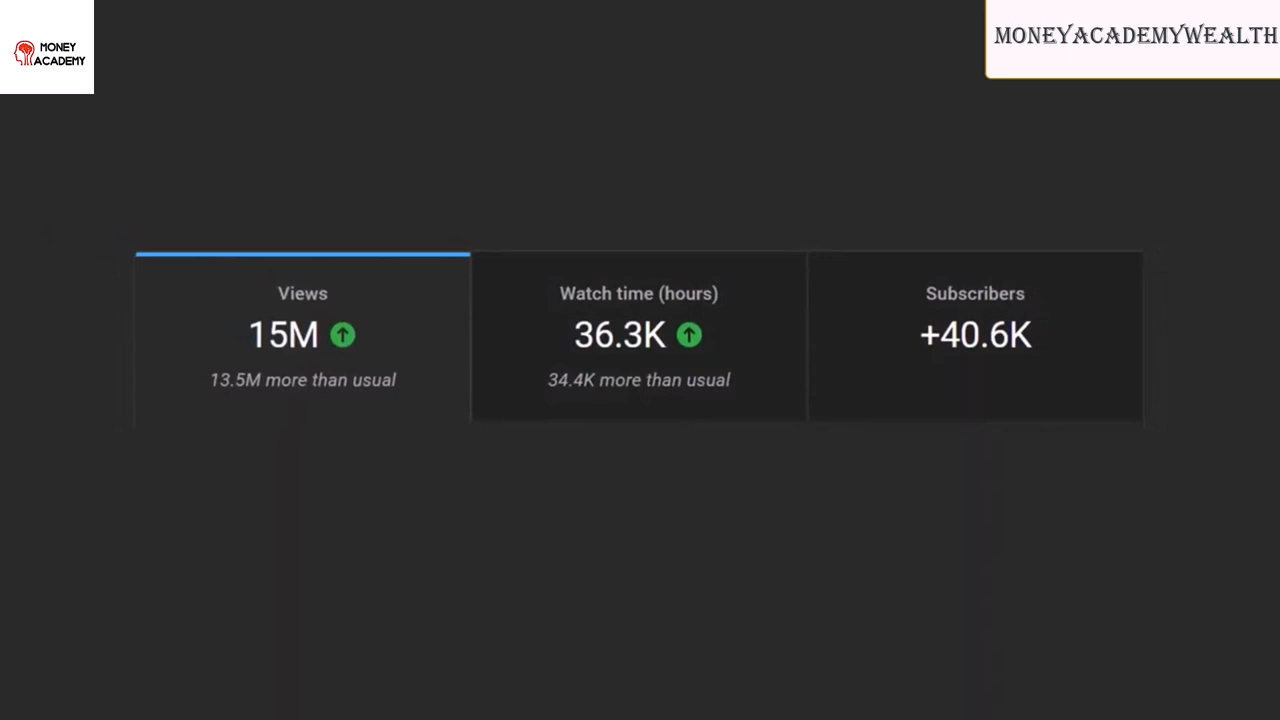 MONEY
ACADEMY
MONEYACADEMYWEALTH
Views
15M
13.5M more than usual
Watch time (hours)
36.3K
34.4K more than usual
Subscribers
+40.6K